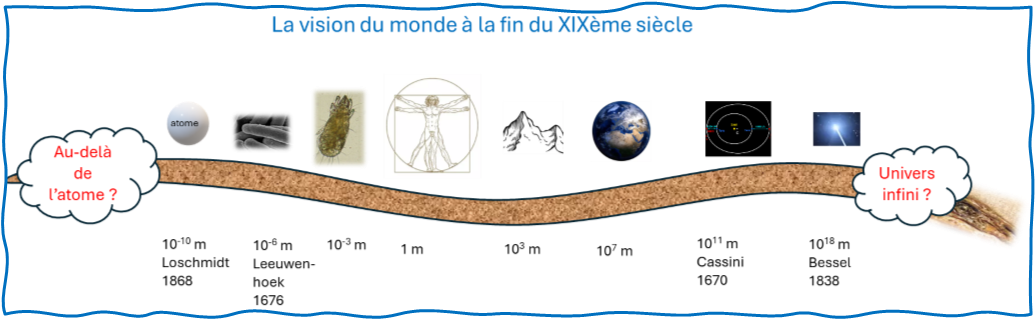 La vision du monde à la fin du XIXème siècle
atome
Au-delà
de
l'atome ?
Univers
infini ?
10⁻¹⁰ m
Loschmidt
1868
10⁻⁶ m
Leeuwen-
hoek
1676
10⁻³ m
1 m
10³ m
10⁷ m
10¹¹ m
Cassini
1670
10¹⁸ m
Bessel
1838